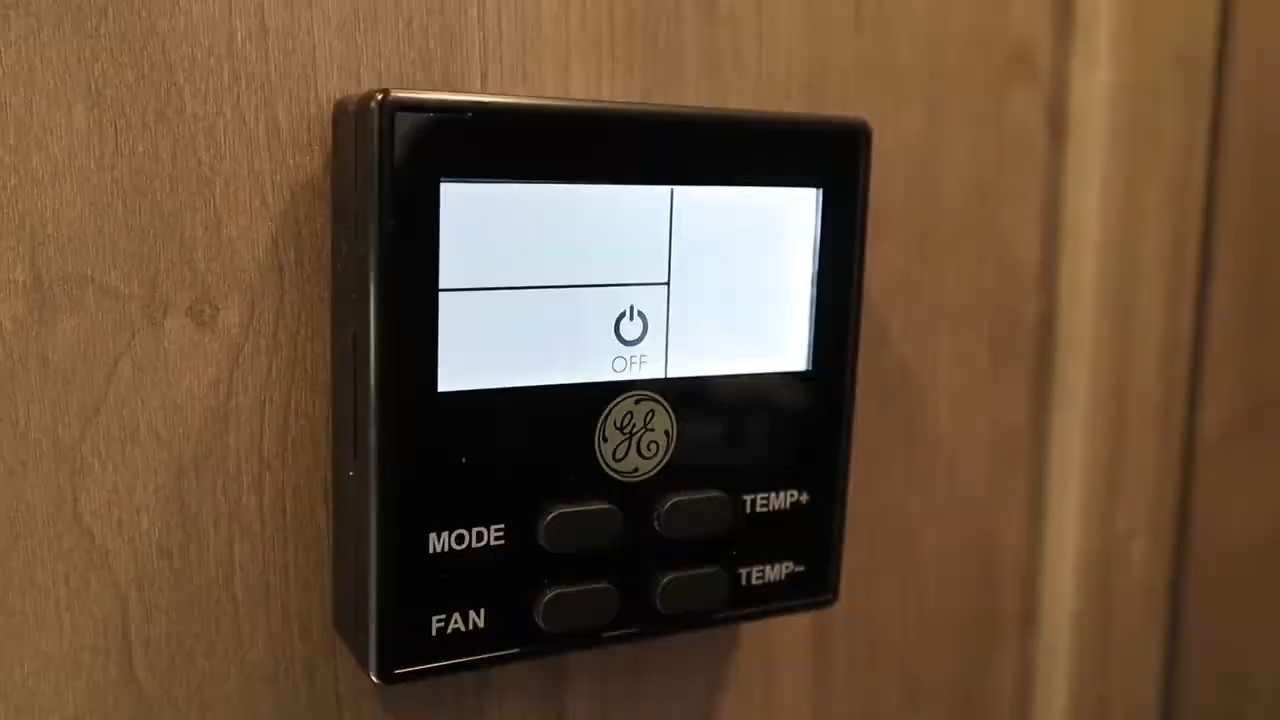 OFF
GE
MODE
TEMP+
FAN
TEMP-